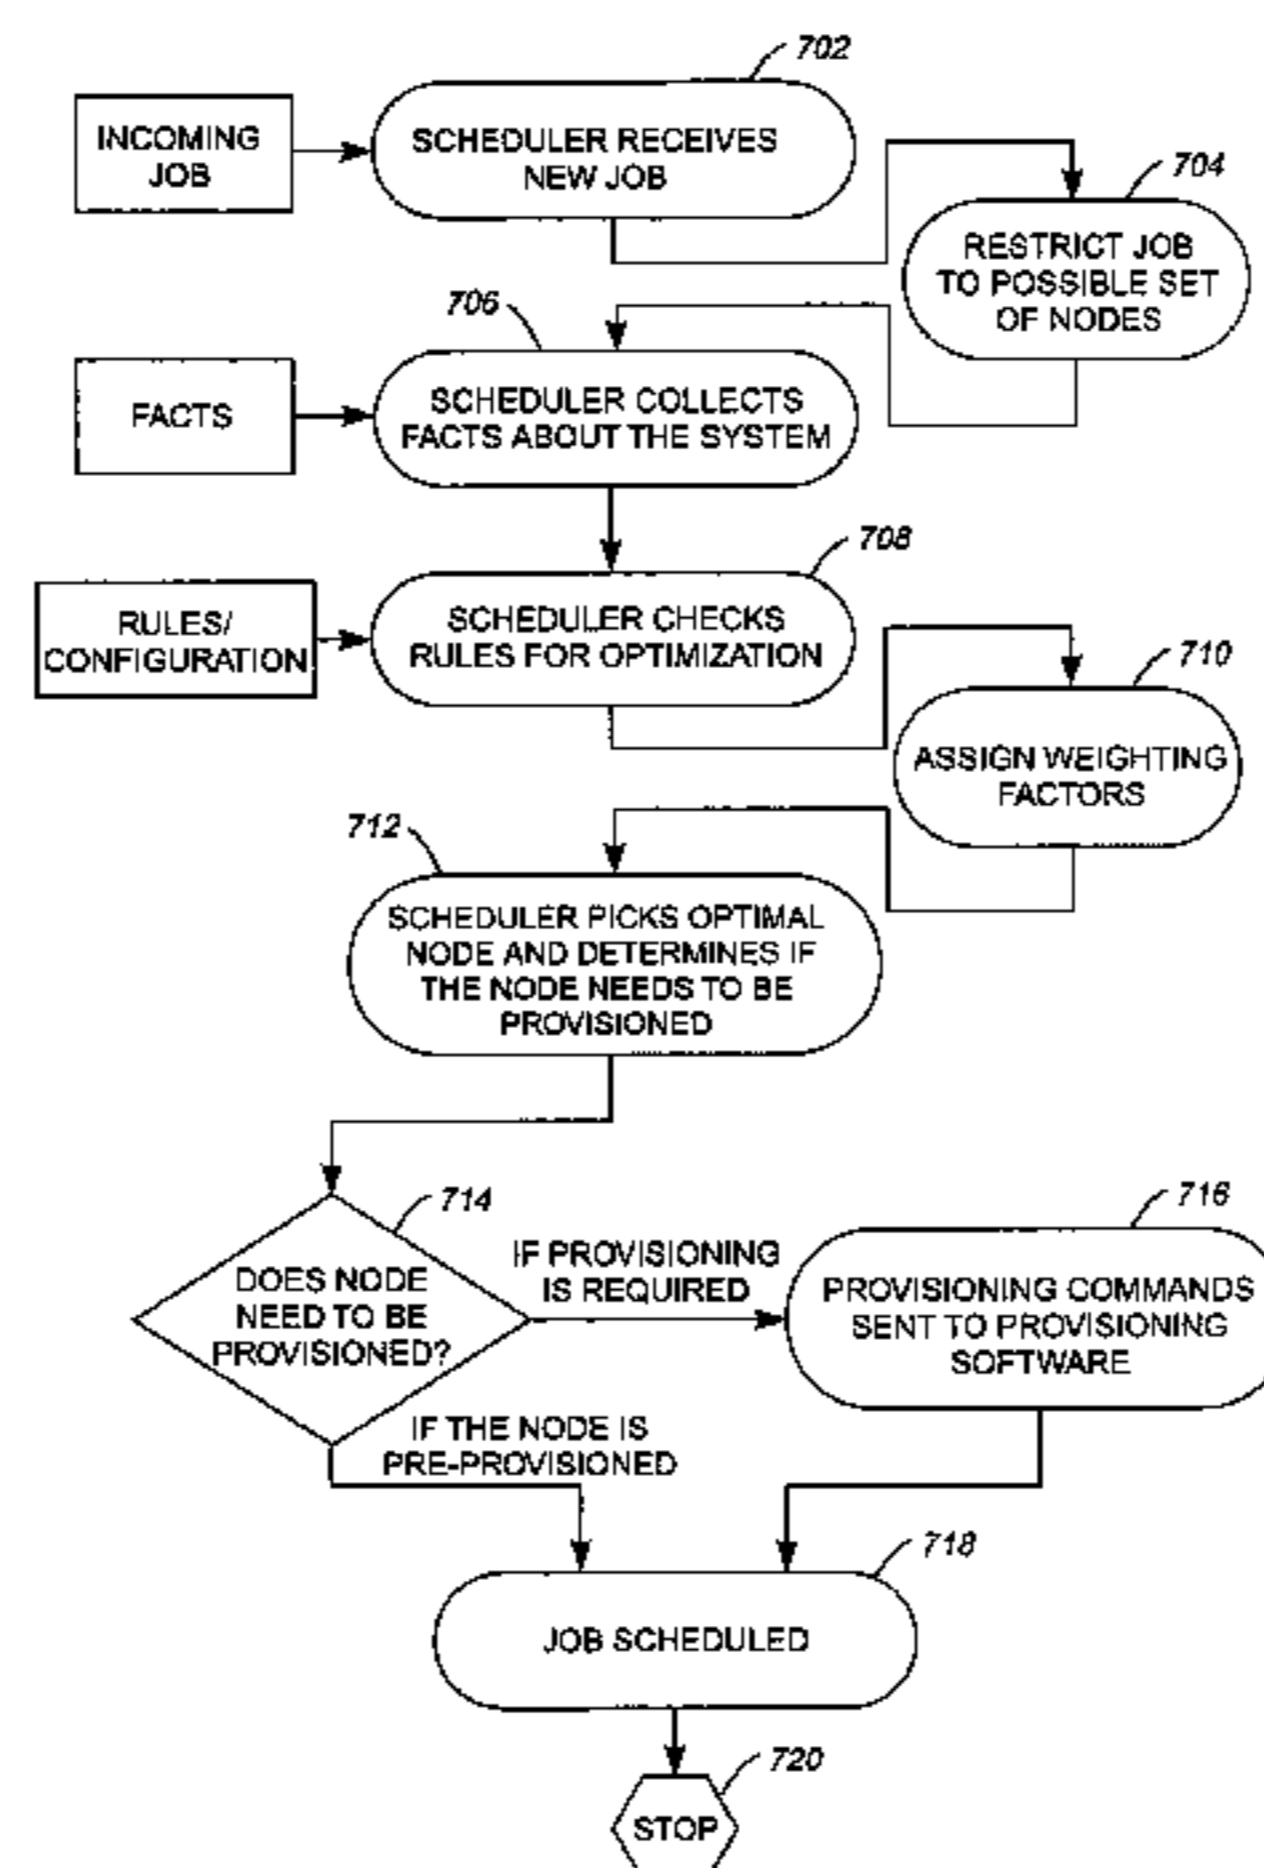 702
INCOMING
JOB
SCHEDULER RECEIVES
NEW JOB
704
RESTRICT JOB
TO POSSIBLE SET
OF NODES
706
FACTS
SCHEDULER COLLECTS
FACTS ABOUT THE SYSTEM
708
RULES/
CONFIGURATION
SCHEDULER CHECKS
RULES FOR OPTIMIZATION
710
ASSIGN WEIGHTING
FACTORS
712
SCHEDULER PICKS OPTIMAL
NODE AND DETERMINES IF
THE NODE NEEDS TO BE
PROVISIONED
714
DOES NODE
NEED TO BE
PROVISIONED?
IF PROVISIONING
IS REQUIRED
716
PROVISIONING COMMANDS
SENT TO PROVISIONING
SOFTWARE
IF THE NODE IS
PRE-PROVISIONED
718
JOB SCHEDULED
720
STOP